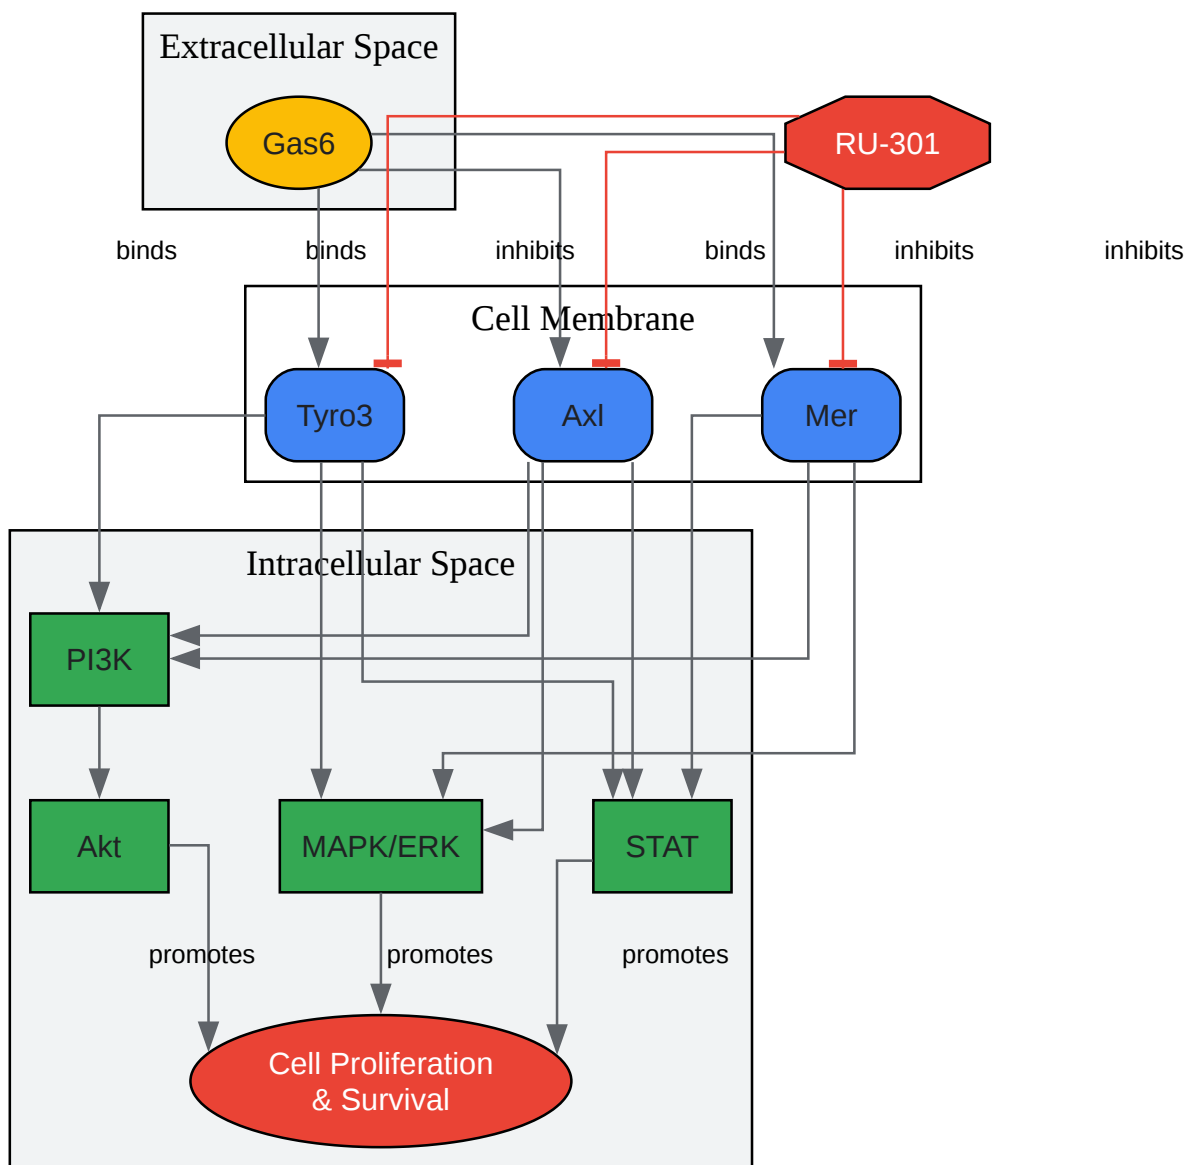 Extracellular Space
Gas6
RU-301
binds
binds
inhibits
binds
inhibits
inhibits
Cell Membrane
Tyro3
Axl
Mer
Intracellular Space
PI3K
Akt
MAPK/ERK
STAT
promotes
promotes
promotes
Cell Proliferation
& Survival